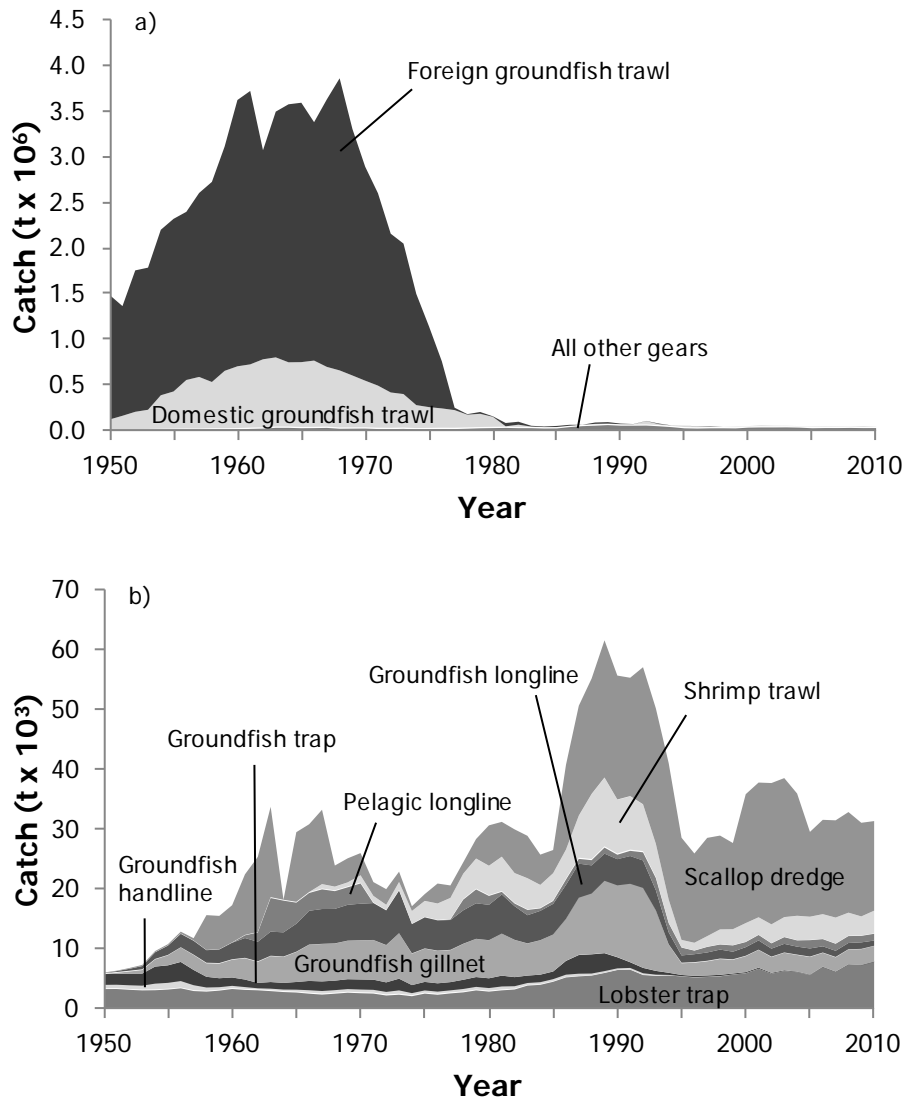 a)
4.5
4.0
3.5
3.0
2.5
2.0
1.5
1.0
0.5
0.0
Catch (t x 10⁶)
Foreign groundfish trawl
All other gears
Domestic groundfish trawl
1950 1960 1970 1980 1990 2000 2010
Year
b)
70
60
50
40
30
20
10
0
Catch (t x 10³)
Groundfish longline
Shrimp trawl
Groundfish trap
Pelagic longline
Groundfish
handline
Scallop dredge
Groundfish gillnet
Lobster trap
1950 1960 1970 1980 1990 2000 2010
Year